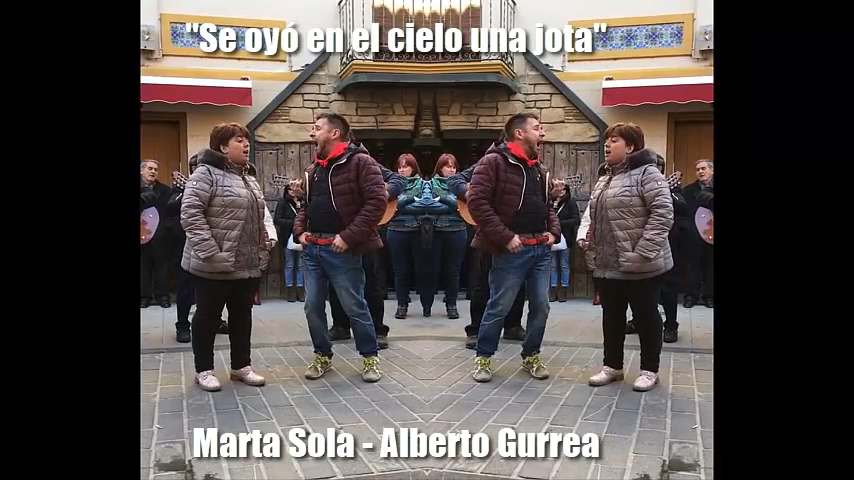 "Se oyó en el cielo una jota"
Marta Sola - Alberto Gurrea